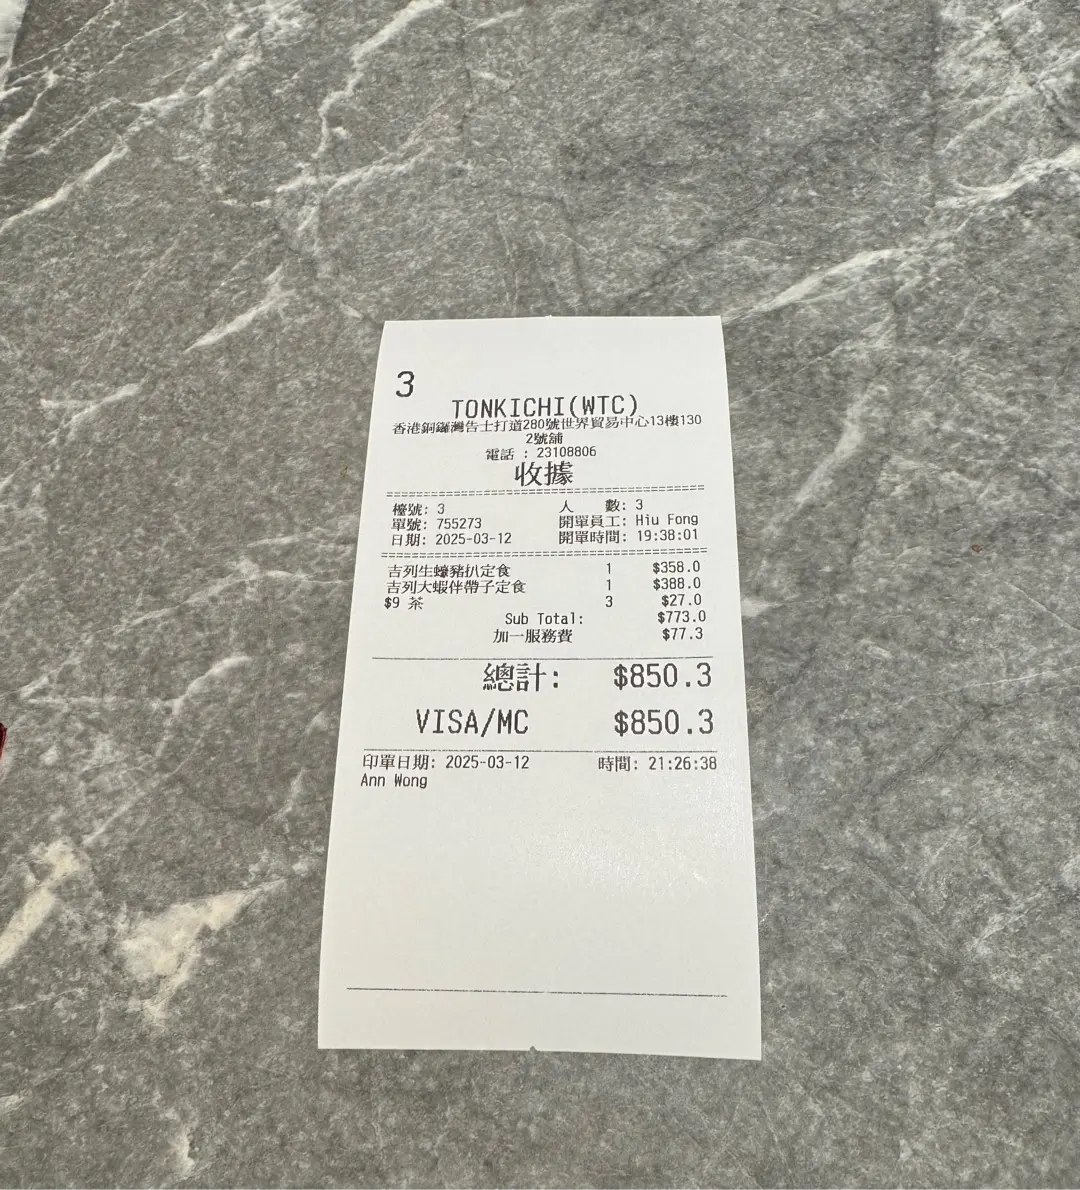 3
TONKICHI(WTC)
香港銅鑼灣告士打道280號世界貿易中心13樓130
2號舖
電話 : 23108806
收據
檯號: 3 人 數: 3
單號: 755273 開單員工: Hiu Fong
日期: 2025-03-12 開單時間: 19:38:01
吉列生蠔豬扒定食 1 $358.0
吉列大蝦伴帶子定食 1 $388.0
$9 茶 3 $27.0
Sub Total: $773.0
加一服務費 $77.3
總計: $850.3
VISA/MC $850.3
印單日期: 2025-03-12 時間: 21:26:38
Ann Wong